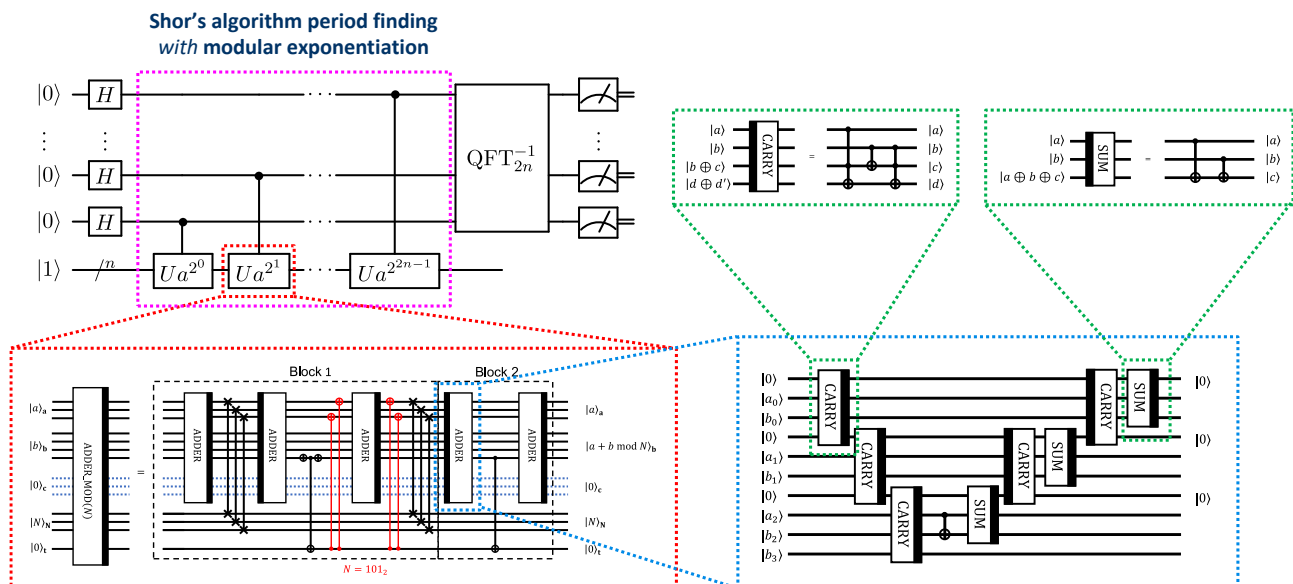 Shor's algorithm period finding
with modular exponentiation
|0⟩ H
|0⟩ H
|0⟩ H
|1⟩ /n
Ua^{2^0} Ua^{2^1} ··· Ua^{2^{2n−1}}
QFT_{2n}^{−1}
|a⟩ |a⟩
|b⟩ CARRY = |b⟩
|b ⊕ c⟩ |c⟩
|d ⊕ d′⟩ |d⟩
|a⟩ |a⟩
|b⟩ SUM = |b⟩
|a ⊕ b ⊕ c⟩ |c⟩
Block 1 Block 2
|a⟩a |a⟩a
|b⟩b |a + b mod N⟩b
|0⟩c |0⟩c
|N⟩N |N⟩N
|0⟩t |0⟩t
ADDER_MOD(N) =
ADDER ADDER ADDER ADDER ADDER
N = 101₂
|0⟩ |0⟩
|a₀⟩
|b₀⟩
|0⟩ |0⟩
|a₁⟩
|b₁⟩
|0⟩ |0⟩
|a₂⟩
|b₂⟩
|b₃⟩
CARRY CARRY CARRY SUM CARRY SUM CARRY SUM